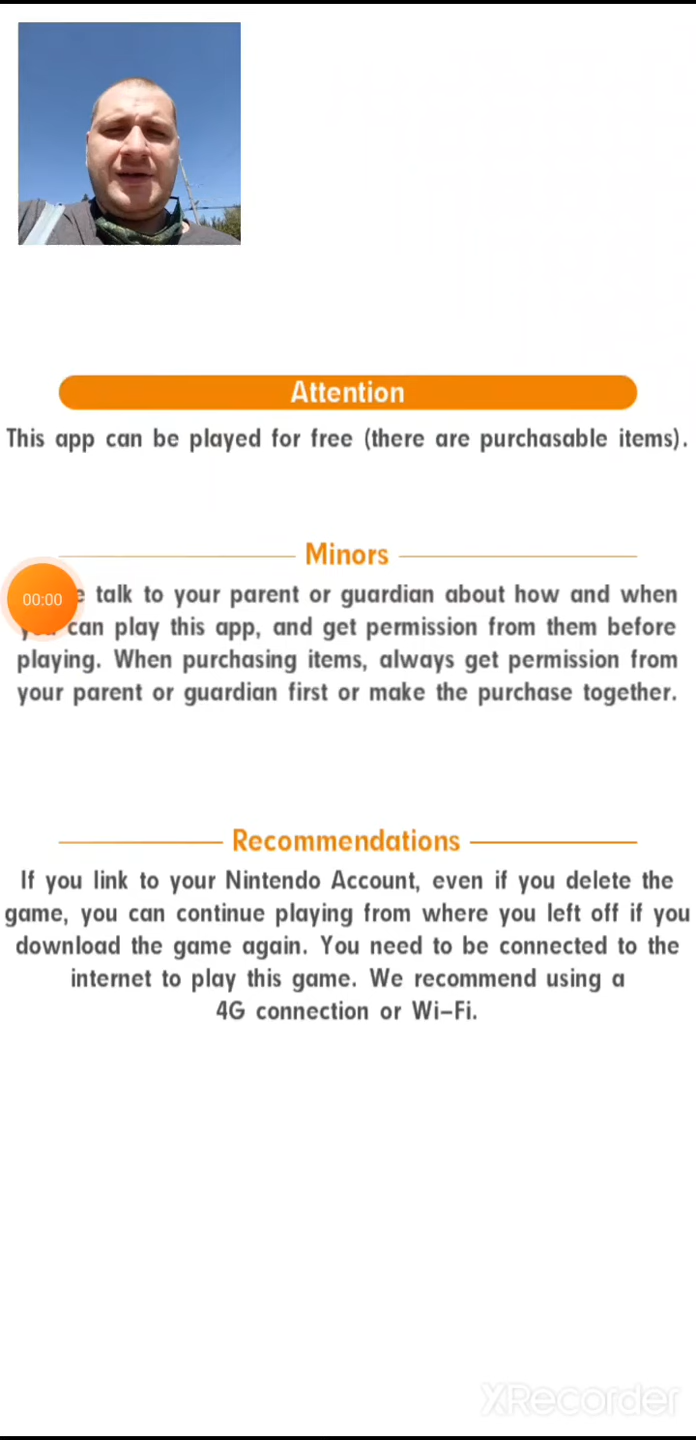 Attention
This app can be played for free (there are purchasable items).
Minors
talk to your parent or guardian about how and when
00:00
can play this app, and get permission from them before
playing. When purchasing items, always get permission from
your parent or guardian first or make the purchase together.
Recommendations
If you link to your Nintendo Account, even if you delete the
game, you can continue playing from where you left off if you
download the game again. You need to be connected to the
internet to play this game. We recommend using a
4G connection or Wi-Fi.
XRecorder